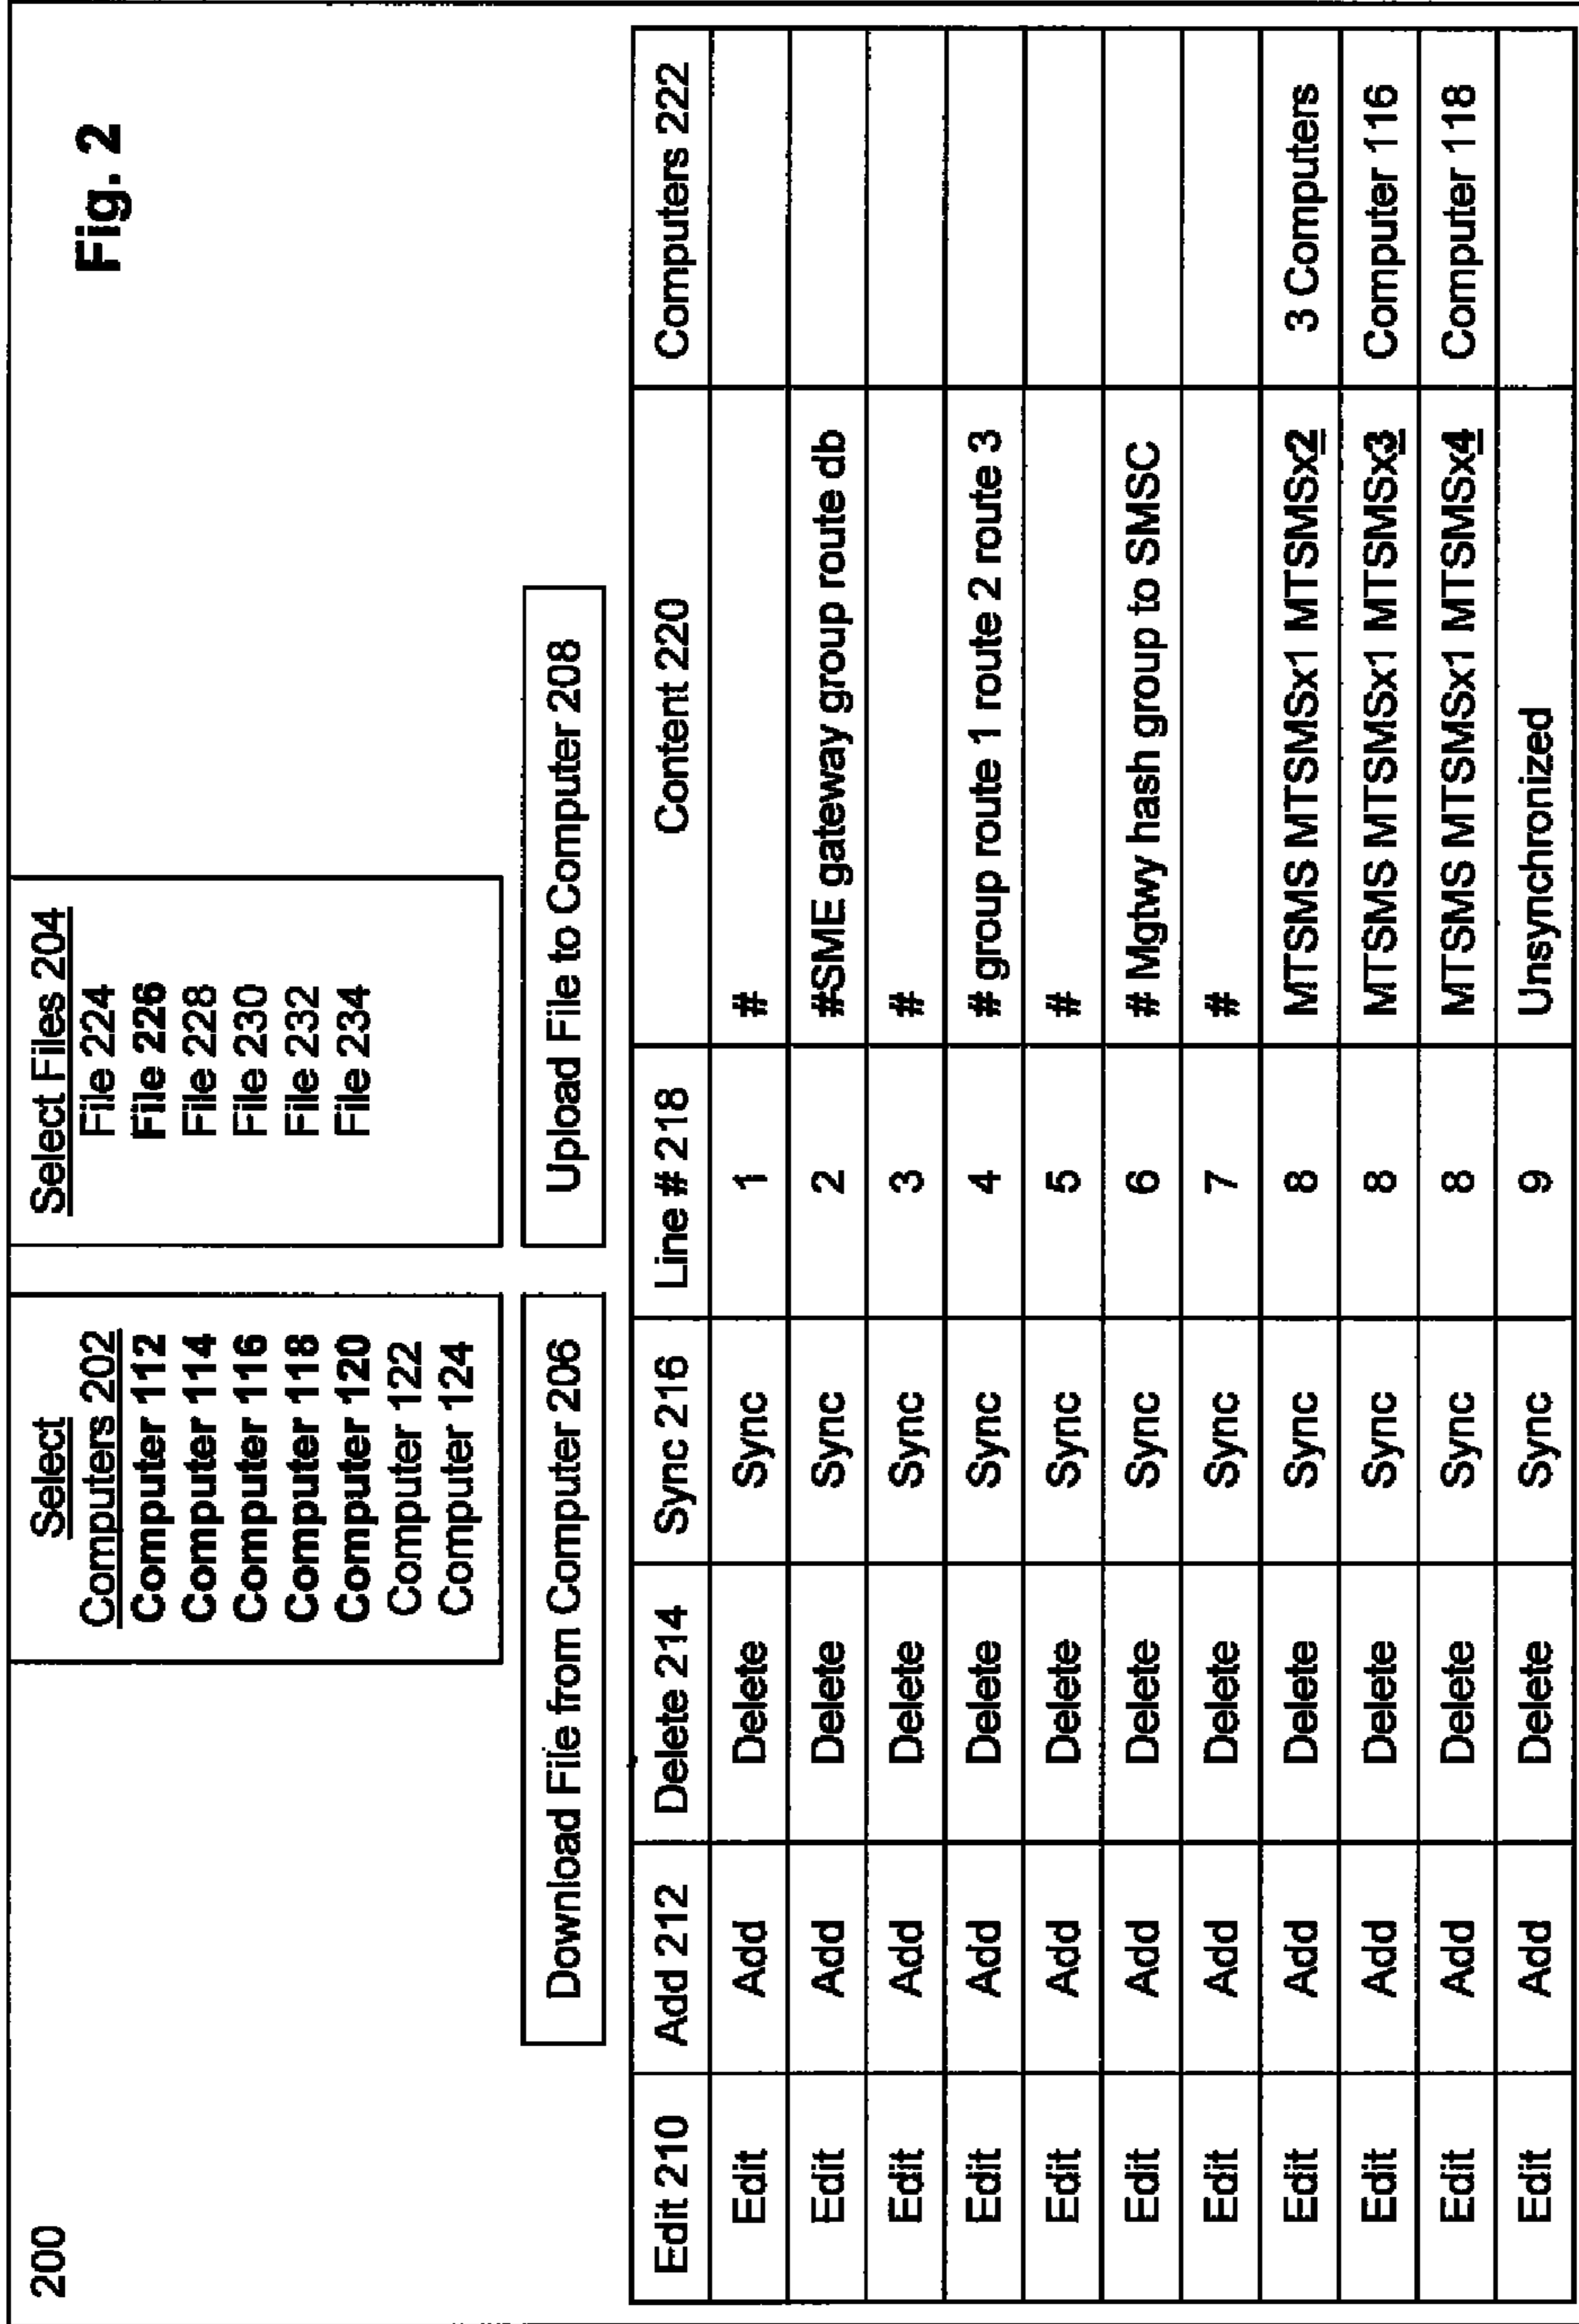 200
Fig. 2
Select
Computers 202
Computer 112
Computer 114
Computer 116
Computer 118
Computer 120
Computer 122
Computer 124
Select Files 204
File 224
File 226
File 228
File 230
File 232
File 234
Download File from Computer 206
Upload File to Computer 208
Edit 210 Add 212 Delete 214 Sync 216 Line # 218 Content 220 Computers 222
Edit Add Delete Sync 1 #
Edit Add Delete Sync 2 #SME gateway group route db
Edit Add Delete Sync 3 #
Edit Add Delete Sync 4 # group route 1 route 2 route 3
Edit Add Delete Sync 5 #
Edit Add Delete Sync 6 # Mgtwy hash group to SMSC
Edit Add Delete Sync 7 #
Edit Add Delete Sync 8 MTSMS MTSMSx1 MTSMSx2 3 Computers
Edit Add Delete Sync 8 MTSMS MTSMSx1 MTSMSx3 Computer 116
Edit Add Delete Sync 8 MTSMS MTSMSx1 MTSMSx4 Computer 118
Edit Add Delete Sync 9 Unsynchronized